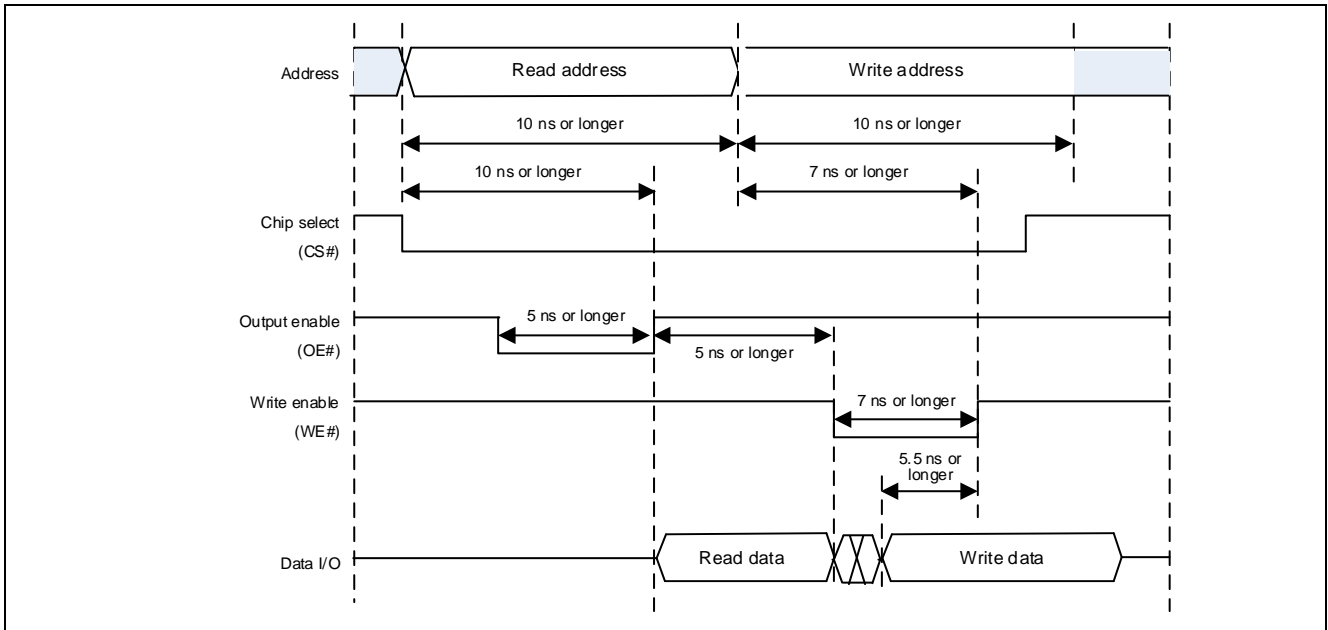 Address
Read address
Write address
10 ns or longer
10 ns or longer
10 ns or longer
7 ns or longer
Chip select
(CS#)
Output enable
(OE#)
5 ns or longer
5 ns or longer
Write enable
(WE#)
7 ns or longer
5.5 ns or
longer
Data I/O
Read data
Write data